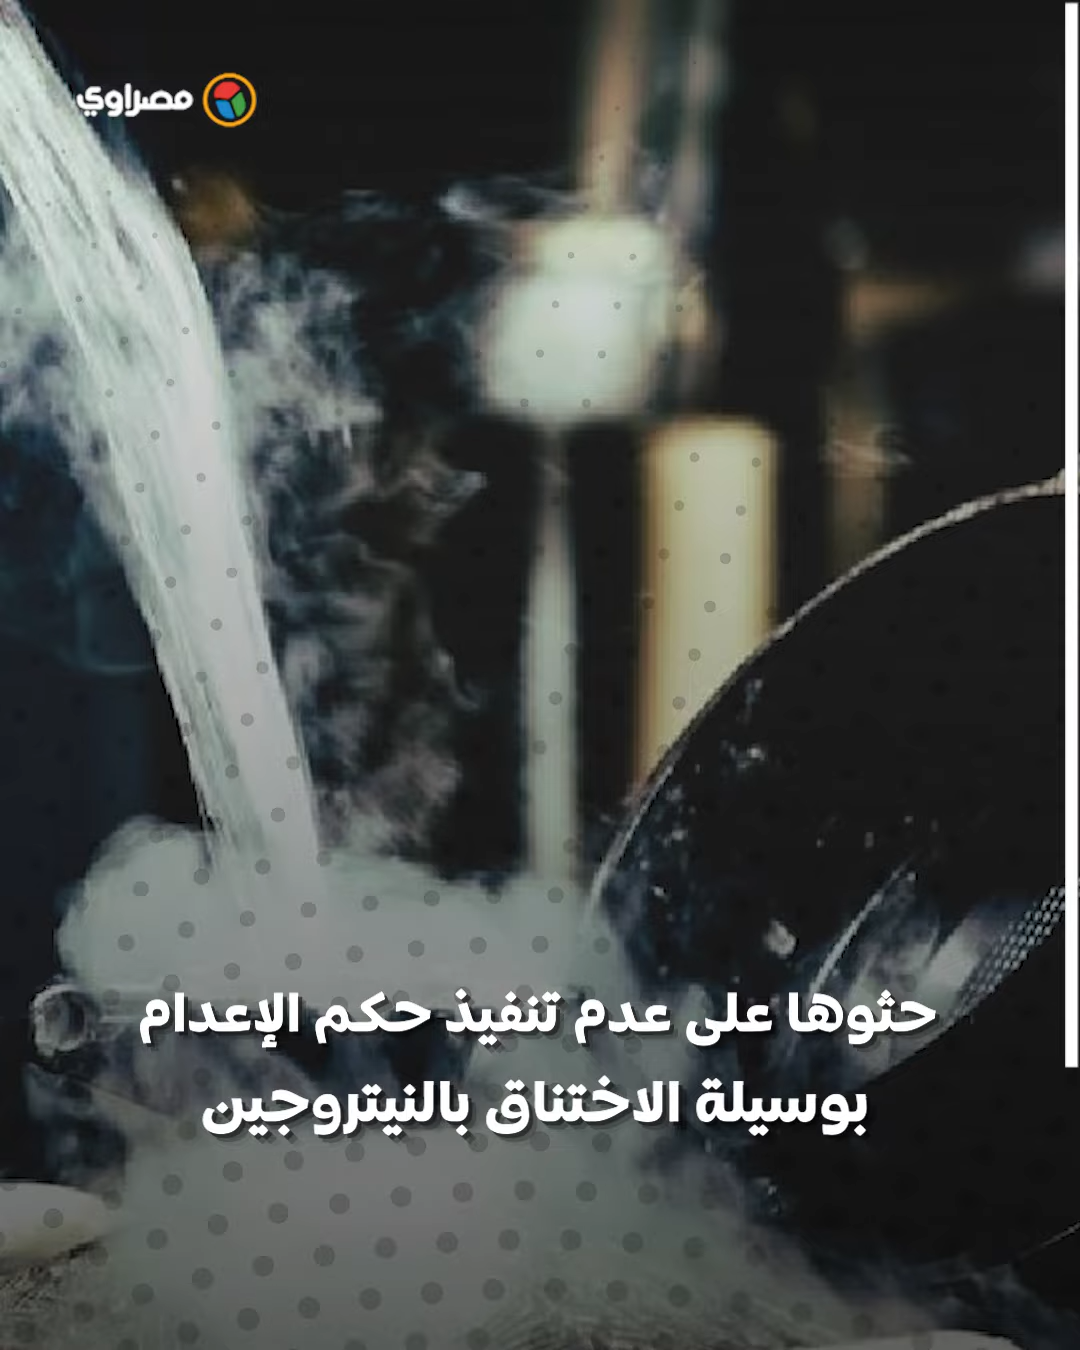 مصراوي
حثوها على عدم تنفيذ حكم الإعدام
بوسيلة الاختناق بالنيتروجين